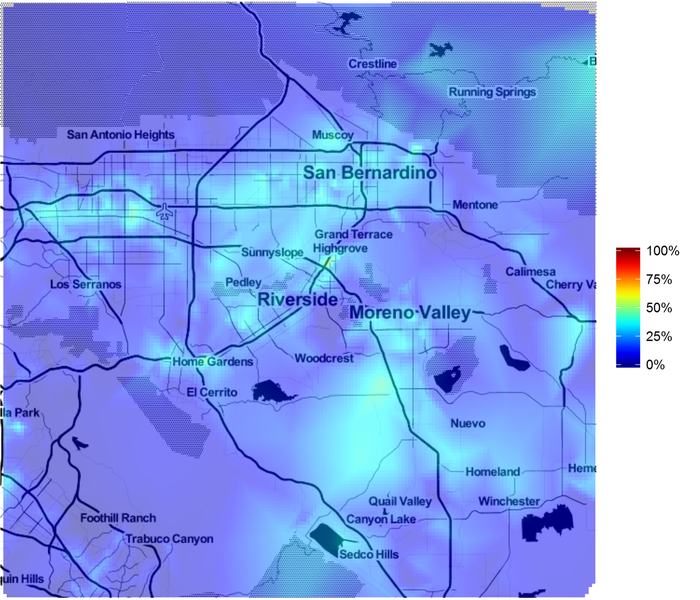 Crestline
B
Running Springs
San Antonio Heights
Muscoy
San Bernardino
Mentone
Grand Terrace
Sunnyslope
Highgrove
Calimesa
Los Serranos
Pedley
Cherry Va
Riverside
Moreno Valley
Home Gardens
Woodcrest
El Cerrito
lla Park
Nuevo
Homeland
Heme
Quail Valley
Winchester
Foothill Ranch
Canyon Lake
Trabuco Canyon
Sedco Hills
uin Hills
100%
75%
50%
25%
0%